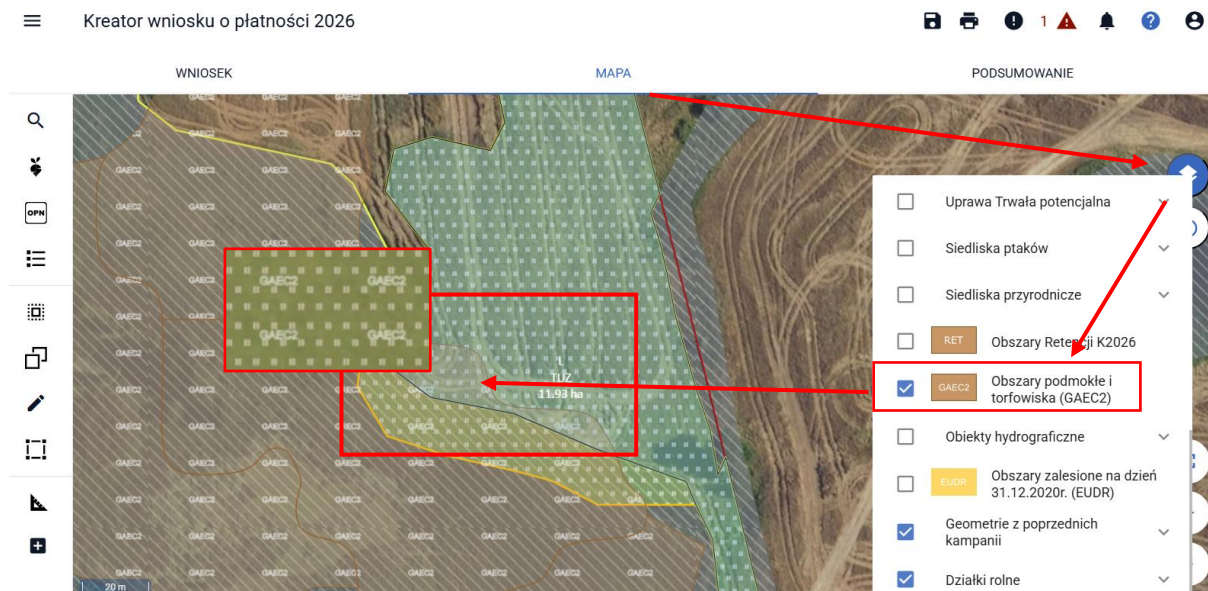 Kreator wniosku o płatności 2026
1
WNIOSEK
MAPA
PODSUMOWANIE
OPN
GAEC2 GAEC2
GAEC2 GAEC2
1
TUZ
11.93 ha
20 m
Uprawa Trwała potencjalna
Siedliska ptaków
Siedliska przyrodnicze
RET
Obszary Retencji K2026
GAEC2
Obszary podmokłe i
torfowiska (GAEC2)
Obiekty hydrograficzne
EUDR
Obszary zalesione na dzień
31.12.2020r. (EUDR)
Geometrie z poprzednich
kampanii
Działki rolne